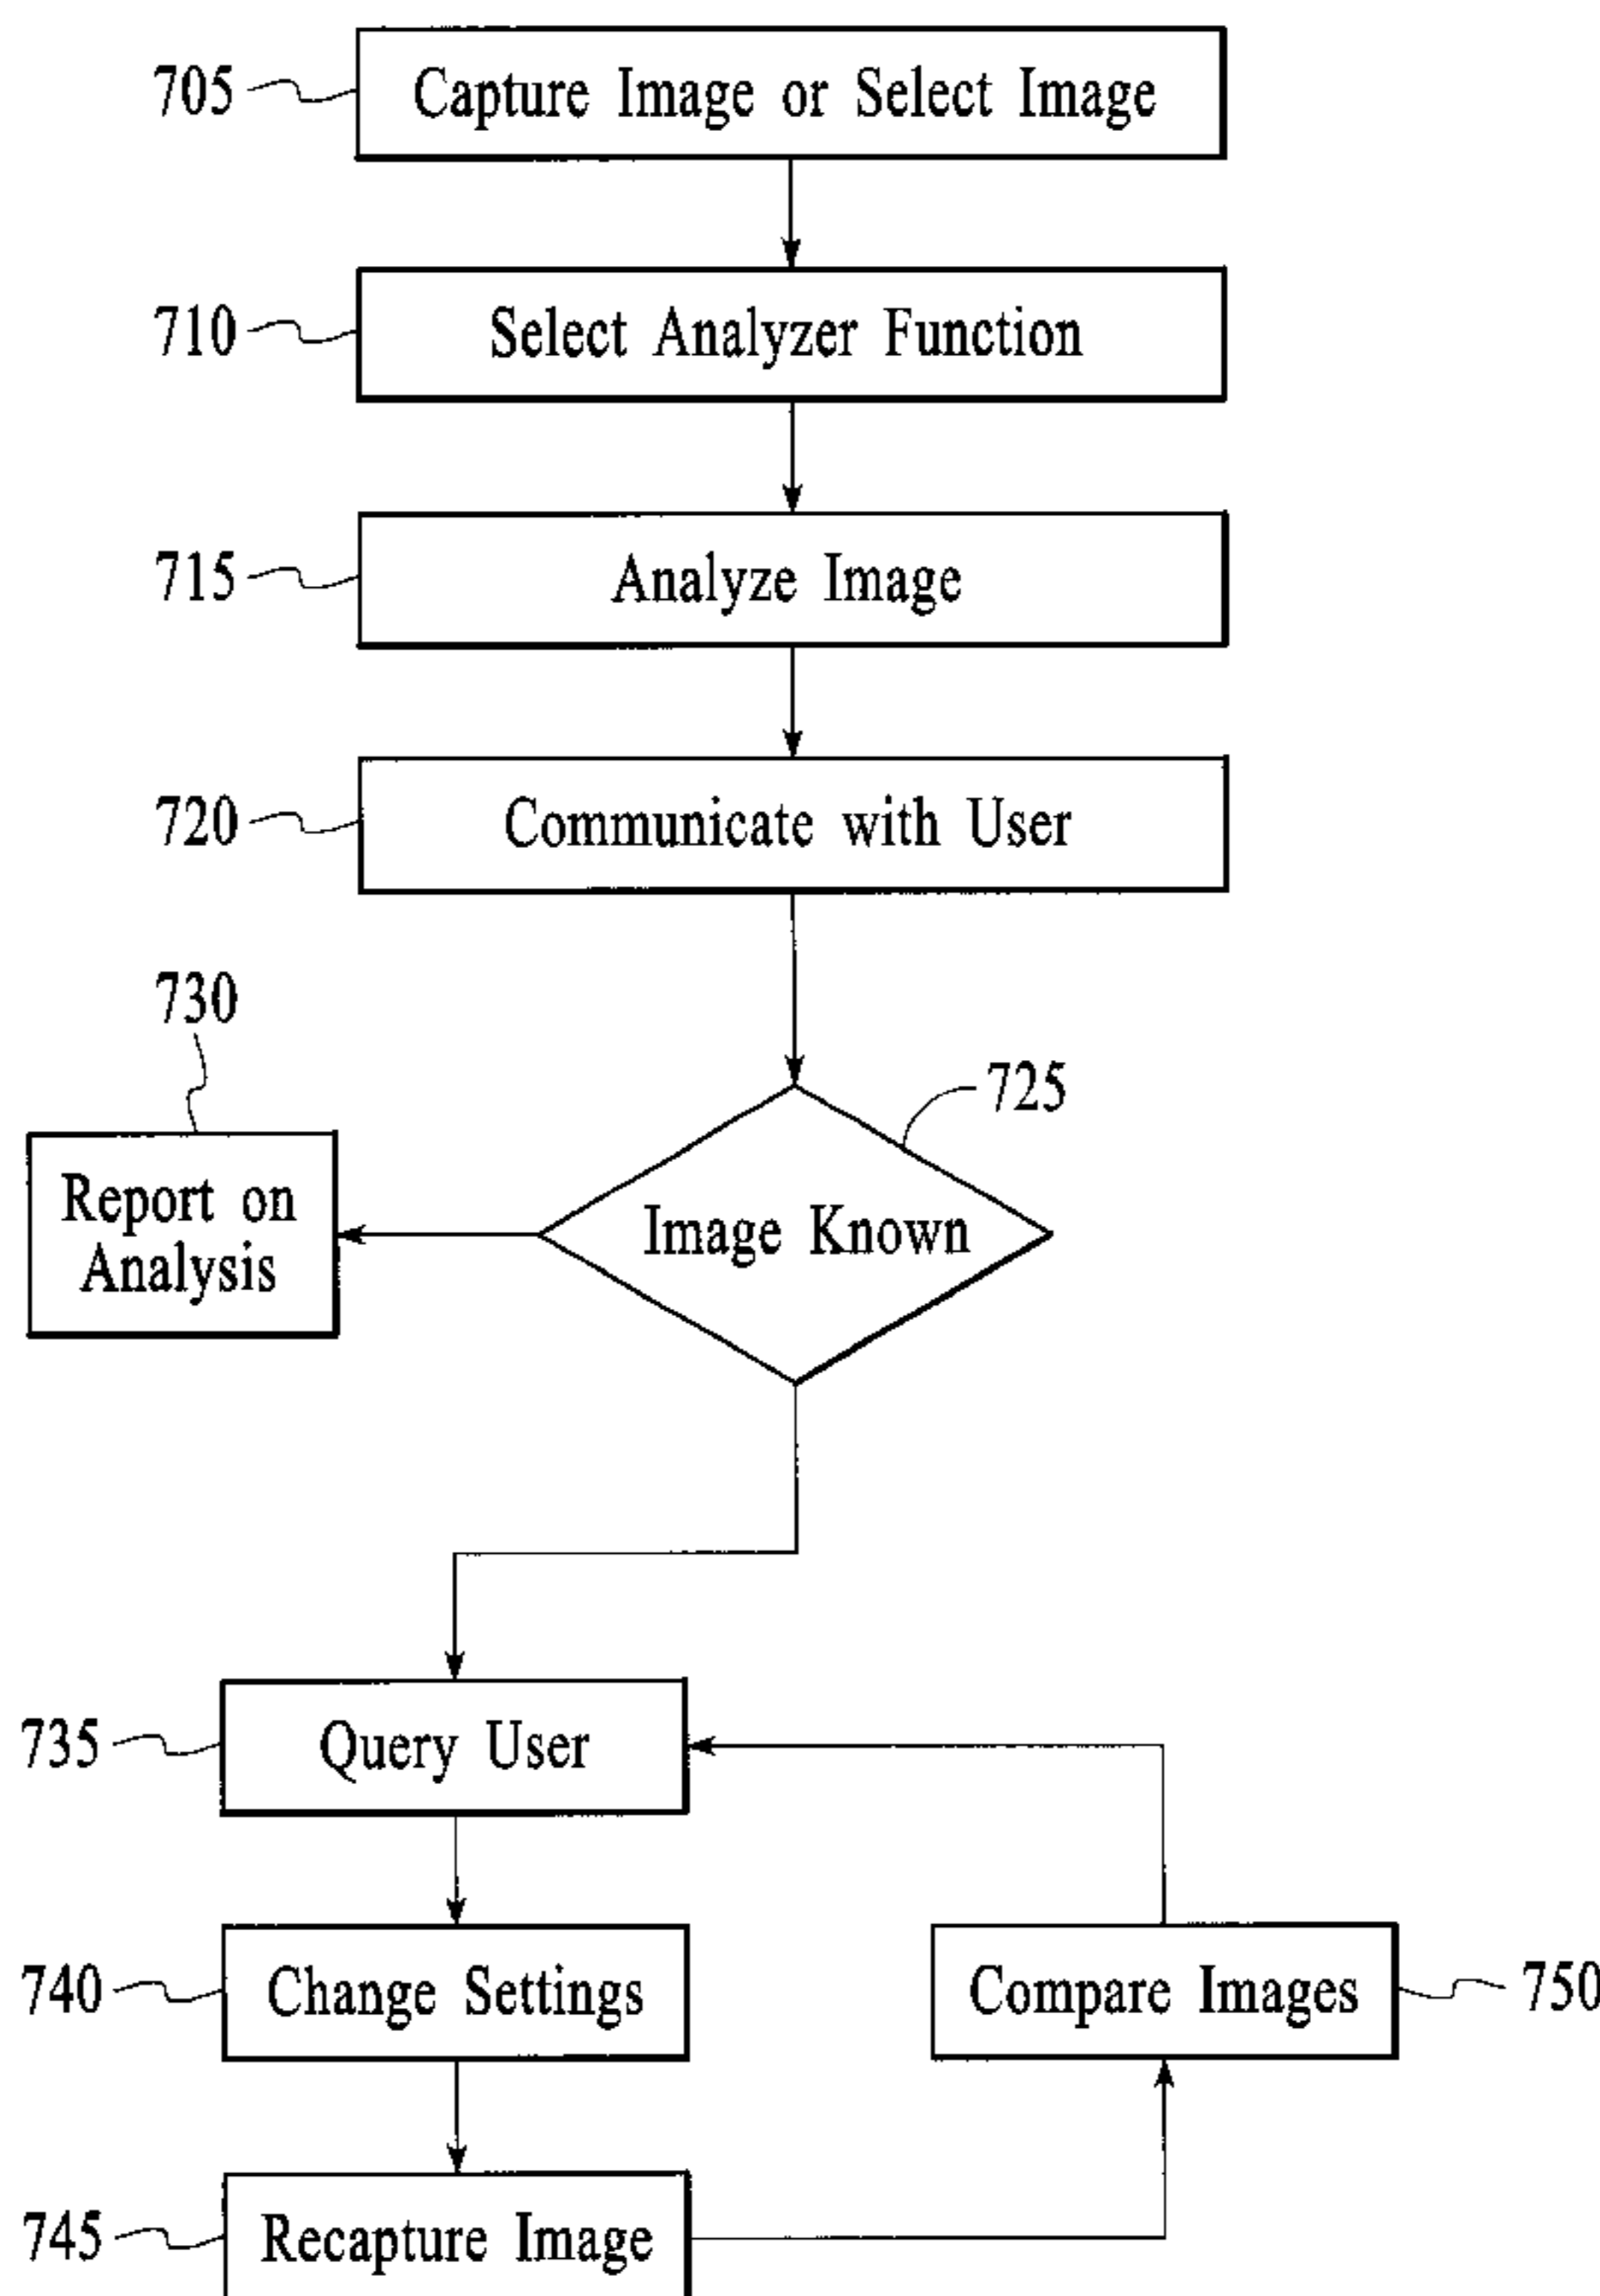 705
Capture Image or Select Image
710
Select Analyzer Function
715
Analyze Image
720
Communicate with User
730
725
Report on
Analysis
Image Known
735
Query User
740
Change Settings
Compare Images
750
745
Recapture Image